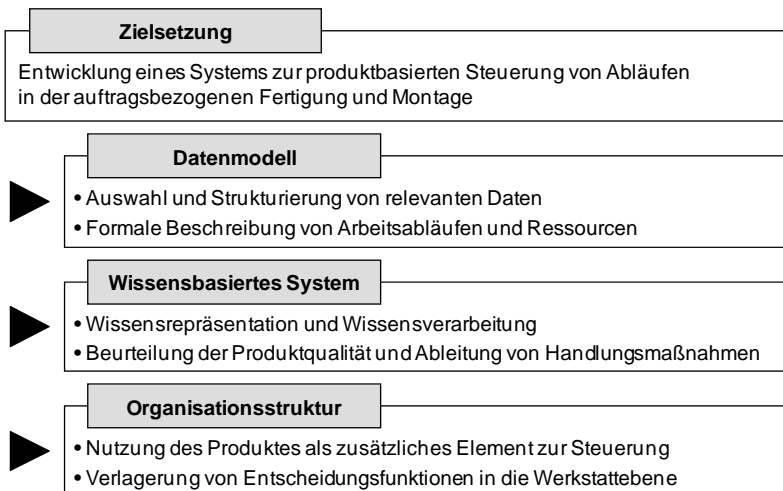 Zielsetzung
Entwicklung eines Systems zur produktbasierten Steuerung von Abläufen
in der auftragsbezogenen Fertigung und Montage
Datenmodell
• Auswahl und Strukturierung von relevanten Daten
• Formale Beschreibung von Arbeitsabläufen und Ressourcen
Wissensbasiertes System
• Wissensrepräsentation und Wissensverarbeitung
• Beurteilung der Produktqualität und Ableitung von Handlungsmaßnahmen
Organisationsstruktur
• Nutzung des Produktes als zusätzliches Element zur Steuerung
• Verlagerung von Entscheidungsfunktionen in die Werkstattebene